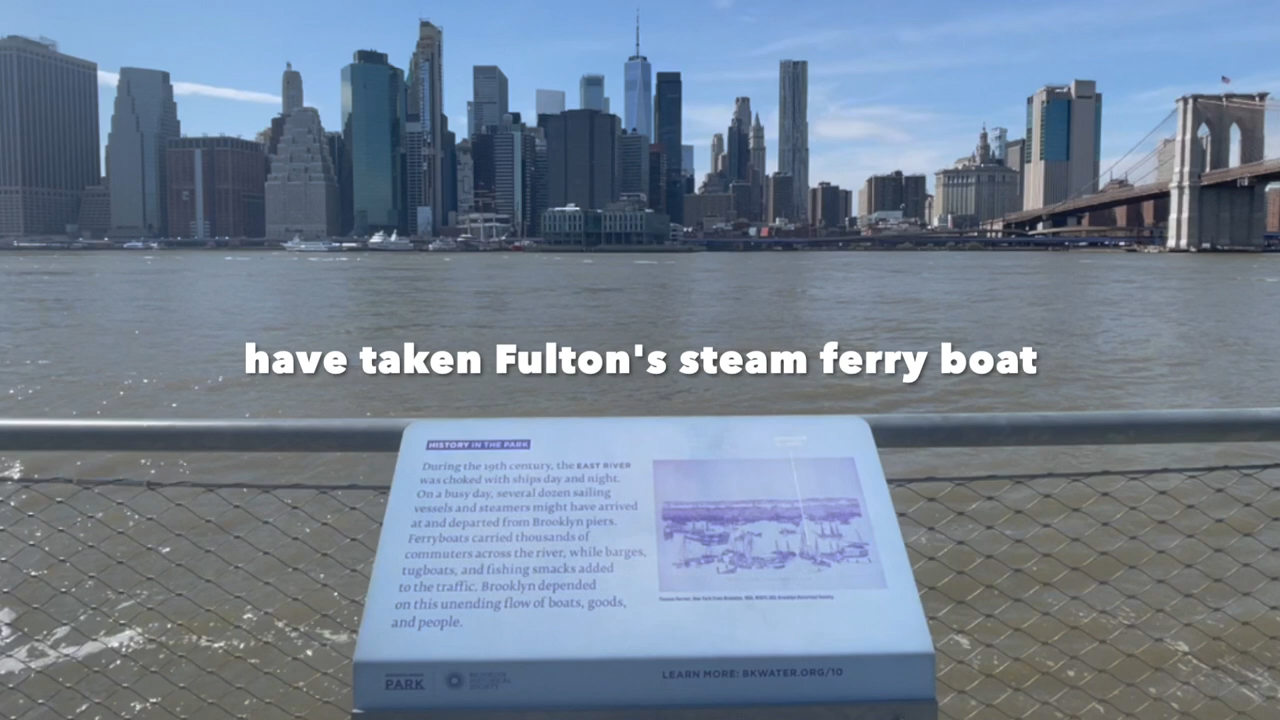 have taken Fulton's steam ferry boat
HISTORY IN THE PARK
During the 19th century, the EAST RIVER
was choked with ships day and night.
On a busy day, several dozen sailing
vessels and steamers might have arrived
at and departed from Brooklyn piers.
Ferryboats carried thousands of
commuters across the river, while barges,
tugboats, and fishing smacks added
to the traffic. Brooklyn depended
on this unending flow of boats, goods,
and people.
PARK
LEARN MORE: BKWATER.ORG/10